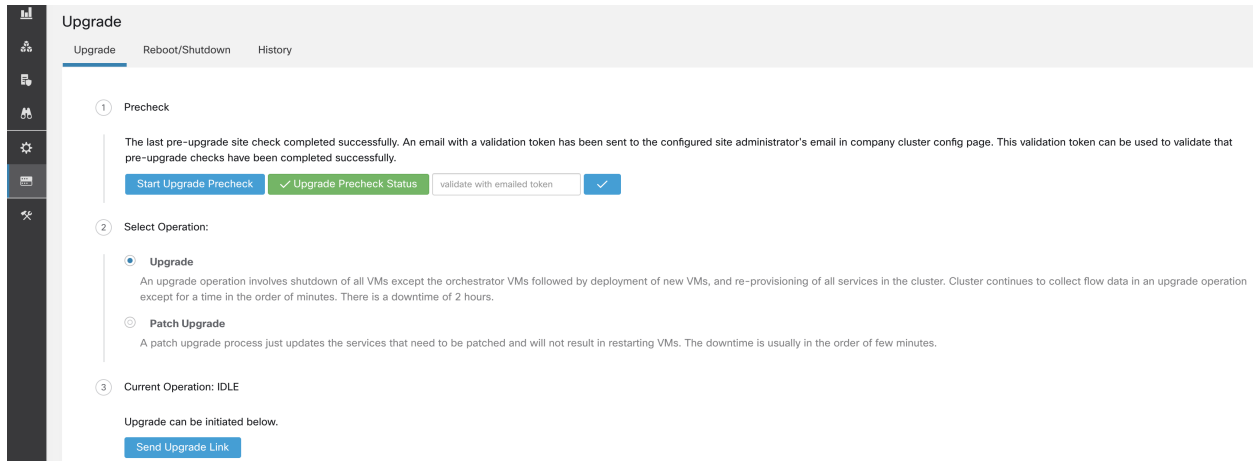 Upgrade
Upgrade Reboot/Shutdown History
1 Precheck
The last pre-upgrade site check completed successfully. An email with a validation token has been sent to the configured site administrator's email in company cluster config page. This validation token can be used to validate that
pre-upgrade checks have been completed successfully.
Start Upgrade Precheck ✓ Upgrade Precheck Status validate with emailed token ✓
2 Select Operation:
Upgrade
An upgrade operation involves shutdown of all VMs except the orchestrator VMs followed by deployment of new VMs, and re-provisioning of all services in the cluster. Cluster continues to collect flow data in an upgrade operation
except for a time in the order of minutes. There is a downtime of 2 hours.
Patch Upgrade
A patch upgrade process just updates the services that need to be patched and will not result in restarting VMs. The downtime is usually in the order of few minutes.
3 Current Operation: IDLE
Upgrade can be initiated below.
Send Upgrade Link